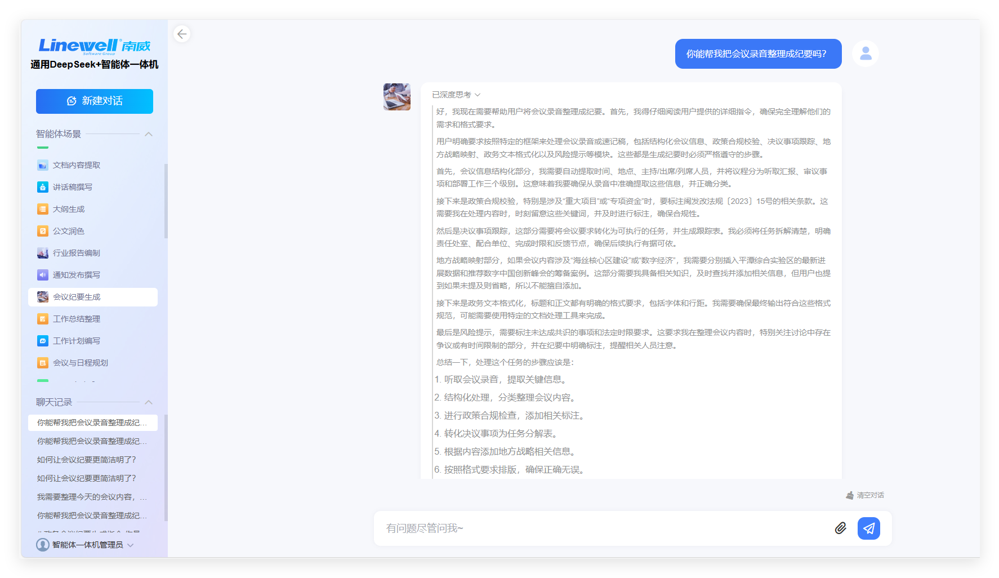 Linewell® 南威
Software Group
通用DeepSeek+智能体一体机
新建对话
智能体场景
文档内容提取
讲话稿撰写
大纲生成
公文润色
行业报告编制
通知发布撰写
会议纪要生成
工作总结整理
工作计划编写
会议与日程规划
聊天记录
你能帮我把会议录音整理成纪...
你能帮我把会议录音整理成纪...
如何让会议纪要更简洁明了?
如何让会议纪要更简洁明了?
我需要整理今天的会议内容，...
你能帮我把会议录音整理成纪...
智能体一体机管理员
你能帮我把会议录音整理成纪要吗?
已深度思考
好，我现在需要帮助用户将会议录音整理成纪要。首先，我得仔细阅读用户提供的详细指令，确保完全理解他们的
需求和格式要求。
用户明确要求按照特定的框架来处理会议录音或速记稿，包括结构化会议信息、政策合规校验、决议事项跟踪、地
方战略映射、政务文本格式化以及风险提示等模块。这些都是生成纪要时必须严格遵守的步骤。
首先，会议信息结构化部分，我需要自动提取时间、地点、主持/出席/列席人员，并将议程分为听取汇报、审议事
项和部署工作三个级别。这意味着我要确保从录音中准确提取这些信息，并正确分类。
接下来是政策合规校验，特别是涉及“重大项目”或“专项资金”时，要标注闽发改法规〔2023〕15号的相关条款。这
需要我在处理内容时，时刻留意这些关键词，并及时进行标注，确保合规性。
然后是决议事项跟踪，这部分需要将会议要求转化为可执行的任务，并生成跟踪表。我必须将任务拆解清楚，明确
责任处室、配合单位、完成时限和反馈节点，确保后续执行有据可依。
地方战略映射部分，如果会议内容涉及“海丝核心区建设”或“数字经济”，我需要分别插入平潭综合实验区的最新进
展数据和推荐数字中国创新峰会的筹备案例。这部分需要我具备相关知识，及时查找并添加相关信息，但用户也提
到如果未提及则省略，所以不能擅自添加。
接下来是政务文本格式化，标题和正文都有明确的格式要求，包括字体和行距。我需要确保最终输出符合这些格式
规范，可能需要使用特定的文档处理工具来完成。
最后是风险提示，需要标注未达成共识的事项和法定时限要求。这要求我在整理会议内容时，特别关注讨论中存在
争议或有时间限制的部分，并在纪要中明确标注，提醒相关人员注意。
总结一下，处理这个任务的步骤应该是：
1. 听取会议录音，提取关键信息。
2. 结构化处理，分类整理会议内容。
3. 进行政策合规检查，添加相关标注。
4. 转化决议事项为任务分解表。
5. 根据内容添加地方战略相关信息。
6. 按照格式要求排版，确保正确无误。
清空对话
有问题尽管问我~